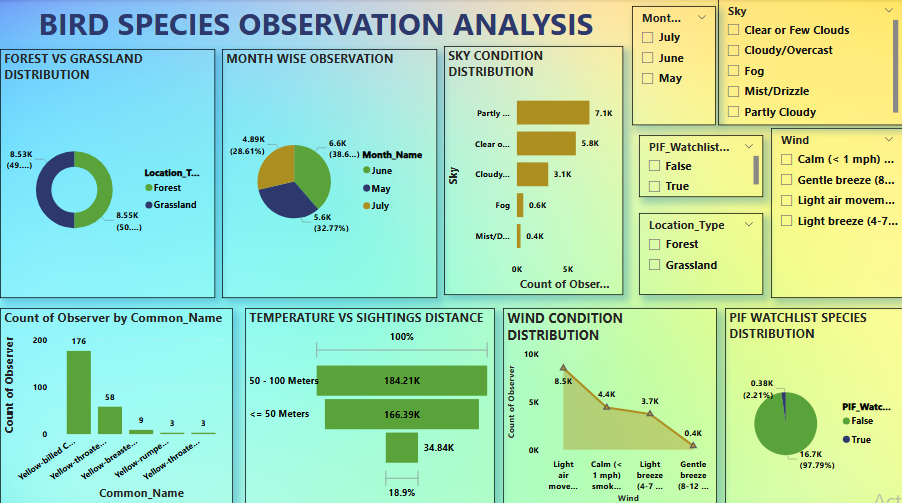 BIRD SPECIES OBSERVATION ANALYSIS
Mont...
July
June
May
Sky
Clear or Few Clouds
Cloudy/Overcast
Fog
Mist/Drizzle
Partly Cloudy
FOREST VS GRASSLAND
DISTRIBUTION
8.53K
(49....)
8.55K
(50....)
Location_T...
Forest
Grassland
MONTH WISE OBSERVATION
4.89K
(28.61%)
6.6K
(38.6...)
5.6K
(32.77%)
Month_Name
June
May
July
SKY CONDITION
DISTRIBUTION
Sky
Partly ...
7.1K
Clear o...
5.8K
Cloudy...
3.1K
Fog
0.6K
Mist/D...
0.4K
0K
5K
Count of Obser...
PIF_Watchlist...
False
True
Location_Type
Forest
Grassland
Wind
Calm (< 1 mph) ...
Gentle breeze (8...
Light air movem...
Light breeze (4-7...
Count of Observer by Common_Name
Count of Observer
200
100
0
176
58
9
3
3
Yellow-billed C...
Yellow-throate...
Yellow-breaste...
Yellow-rumpe...
Yellow-throate...
Common_Name
TEMPERATURE VS SIGHTINGS DISTANCE
100%
50 - 100 Meters
184.21K
<= 50 Meters
166.39K
34.84K
18.9%
WIND CONDITION
DISTRIBUTION
Count of Observer
10K
5K
0K
8.5K
4.4K
3.7K
0.4K
Light
air
move...
Calm (<
1 mph)
smok...
Light
breeze
(4-7 ...
Gentle
breeze
(8-12 ...
Wind
PIF WATCHLIST SPECIES
DISTRIBUTION
0.38K
(2.21%)
16.7K
(97.79%)
PIF_Watc...
False
True